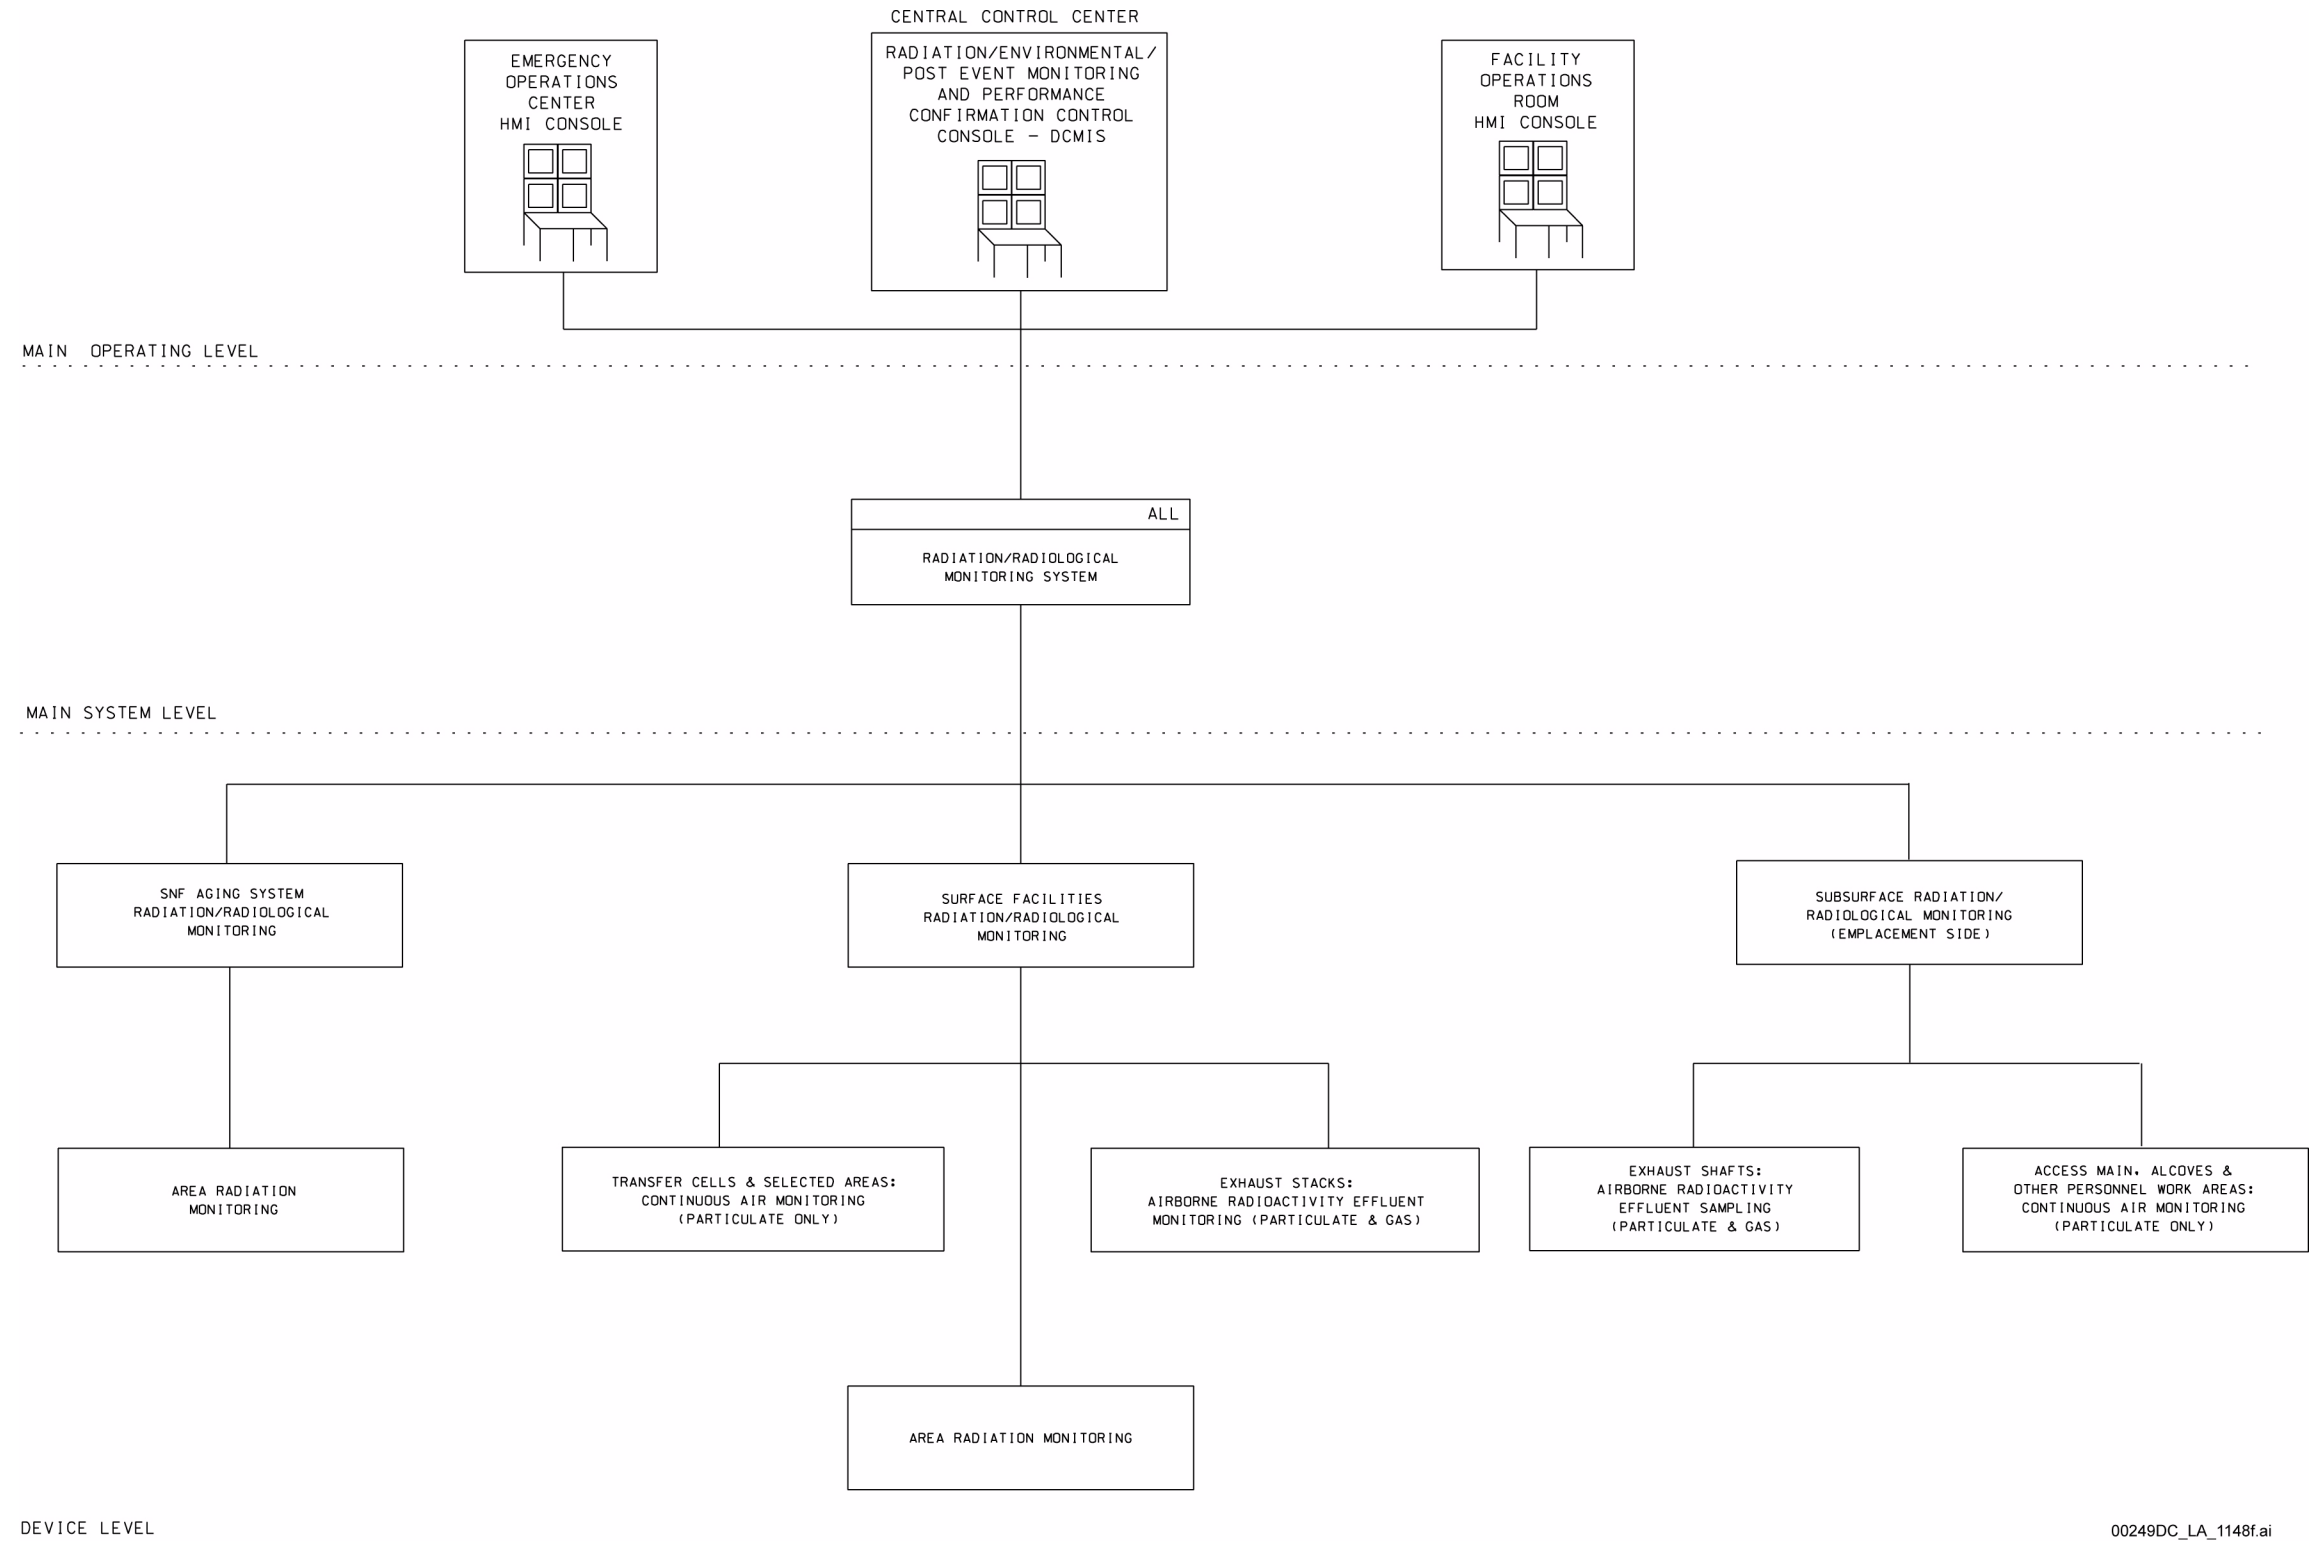 CENTRAL CONTROL CENTER
EMERGENCY
OPERATIONS
CENTER
HMI CONSOLE
RADIATION/ENVIRONMENTAL/
POST EVENT MONITORING
AND PERFORMANCE
CONFIRMATION CONTROL
CONSOLE – DCMIS
FACILITY
OPERATIONS
ROOM
HMI CONSOLE
MAIN OPERATING LEVEL
ALL
RADIATION/RADIOLOGICAL
MONITORING SYSTEM
MAIN SYSTEM LEVEL
SNF AGING SYSTEM
RADIATION/RADIOLOGICAL
MONITORING
SURFACE FACILITIES
RADIATION/RADIOLOGICAL
MONITORING
SUBSURFACE RADIATION/
RADIOLOGICAL MONITORING
(EMPLACEMENT SIDE)
AREA RADIATION
MONITORING
TRANSFER CELLS & SELECTED AREAS:
CONTINUOUS AIR MONITORING
(PARTICULATE ONLY)
EXHAUST STACKS:
AIRBORNE RADIOACTIVITY EFFLUENT
MONITORING (PARTICULATE & GAS)
EXHAUST SHAFTS:
AIRBORNE RADIOACTIVITY
EFFLUENT SAMPLING
(PARTICULATE & GAS)
ACCESS MAIN, ALCOVES &
OTHER PERSONNEL WORK AREAS:
CONTINUOUS AIR MONITORING
(PARTICULATE ONLY)
AREA RADIATION MONITORING
DEVICE LEVEL
00249DC_LA_1148f.ai